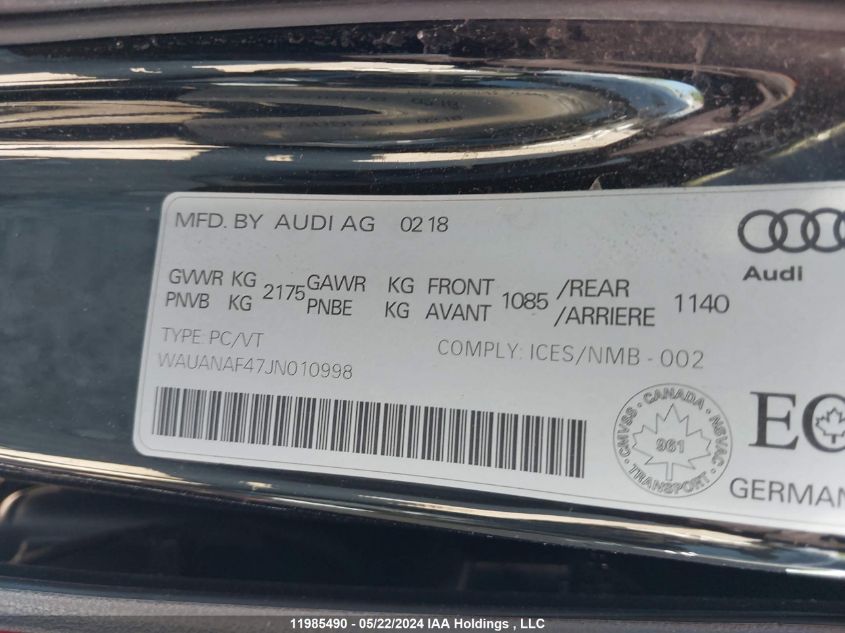 MFD. BY AUDI AG 0218
Audi
GVWR KG 2175 GAWR KG FRONT 1085 /REAR 1140
PNVB KG PNBE KG AVANT /ARRIERE
TYPE: PC/VT
COMPLY: ICES/NMB - 002
WAUANAF47JN010998
CMVSS · CANADA · NSVAC · TRANSPORT ·
961
GERMAN
11985490 - 05/22/2024 IAA Holdings , LLC